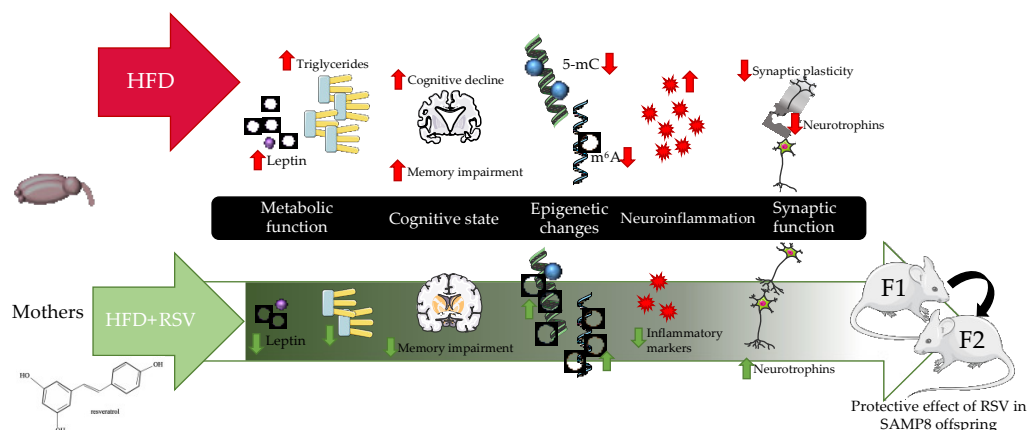 HFD
Triglycerides
Leptin
Cognitive decline
Memory impairment
5-mC
m⁶A
Synaptic plasticity
Neurotrophins
Metabolic
function
Cognitive state
Epigenetic
changes
Neuroinflammation
Synaptic
function
Mothers
HFD+RSV
Leptin
Memory impairment
Inflammatory
markers
Neurotrophins
F1
F2
HO
OH
resveratrol
OH
Protective effect of RSV in
SAMP8 offspring